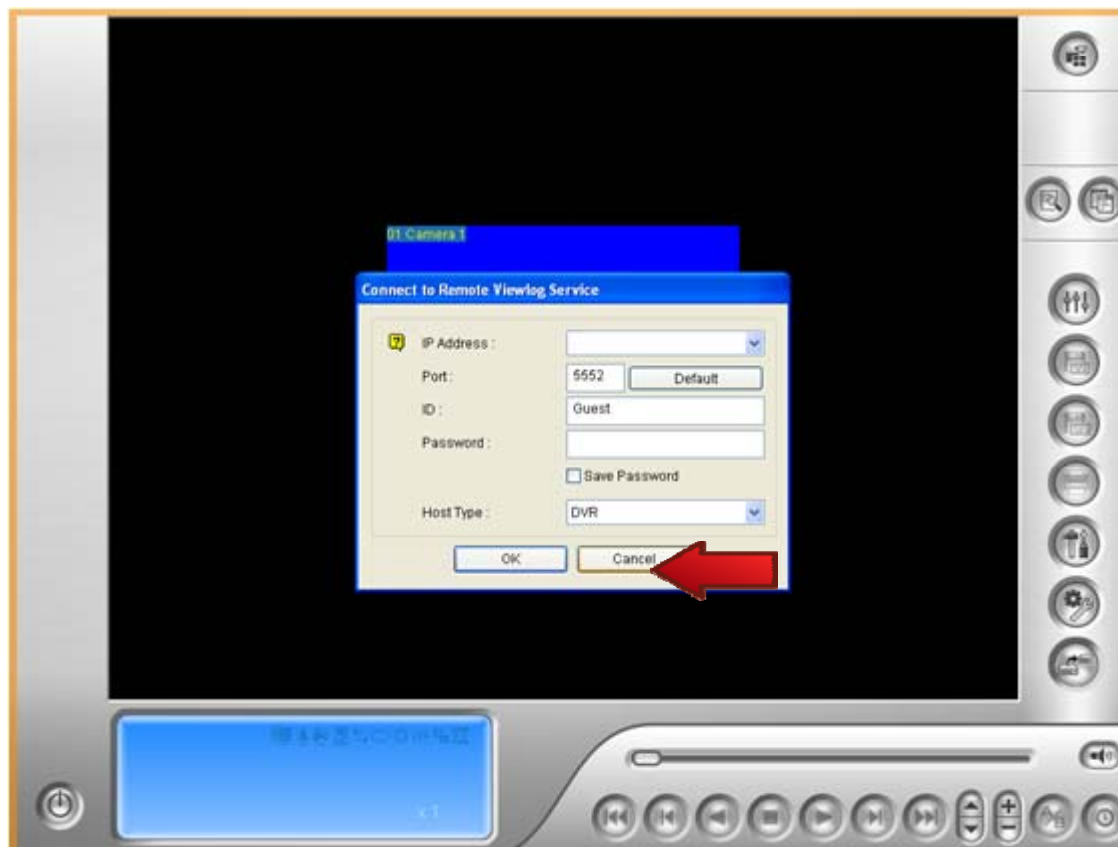 01 Camera 1
Connect to Remote Viewlog Service
IP Address :
Port : 5552 Default
ID : Guest
Password :
Save Password
Host Type : DVR
OK Cancel
x1